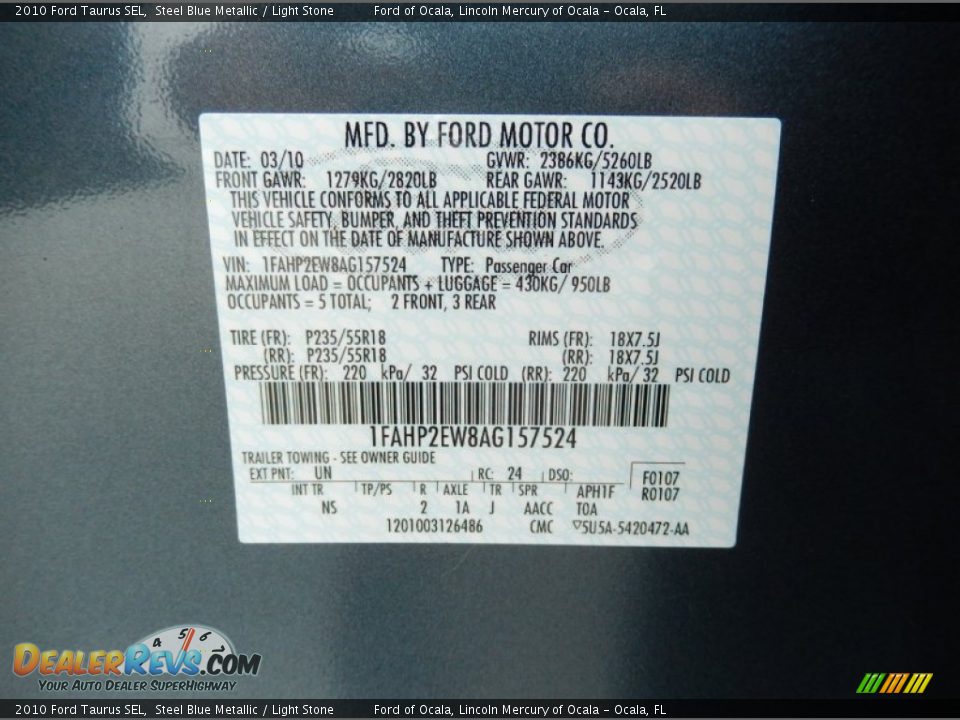 2010 Ford Taurus SEL, Steel Blue Metallic / Light Stone Ford of Ocala, Lincoln Mercury of Ocala - Ocala, FL
MFD. BY FORD MOTOR CO.
DATE: 03/10 GVWR: 2386KG/5260LB
FRONT GAWR: 1279KG/2820LB REAR GAWR: 1143KG/2520LB
THIS VEHICLE CONFORMS TO ALL APPLICABLE FEDERAL MOTOR
VEHICLE SAFETY, BUMPER, AND THEFT PREVENTION STANDARDS
IN EFFECT ON THE DATE OF MANUFACTURE SHOWN ABOVE.
VIN: 1FAHP2EW8AG157524 TYPE: Passenger Car
MAXIMUM LOAD = OCCUPANTS + LUGGAGE = 430KG/ 950LB
OCCUPANTS = 5 TOTAL; 2 FRONT, 3 REAR
TIRE (FR): P235/55R18 RIMS (FR): 18X7.5J
(RR): P235/55R18 (RR): 18X7.5J
PRESSURE (FR): 220 kPa/ 32 PSI COLD (RR): 220 kPa/ 32 PSI COLD
1FAHP2EW8AG157524
TRAILER TOWING - SEE OWNER GUIDE
EXT PNT: UN RC: 24 DSO: F0107
INT TR TP/PS R AXLE TR SPR APH1F R0107
NS 2 1A J AACC TOA
1201003126486 CMC ▽5U5A-5420472-AA
4 5 6
DEALERREVS.COM
YOUR AUTO DEALER SUPERHIGHWAY
2010 Ford Taurus SEL, Steel Blue Metallic / Light Stone Ford of Ocala, Lincoln Mercury of Ocala - Ocala, FL